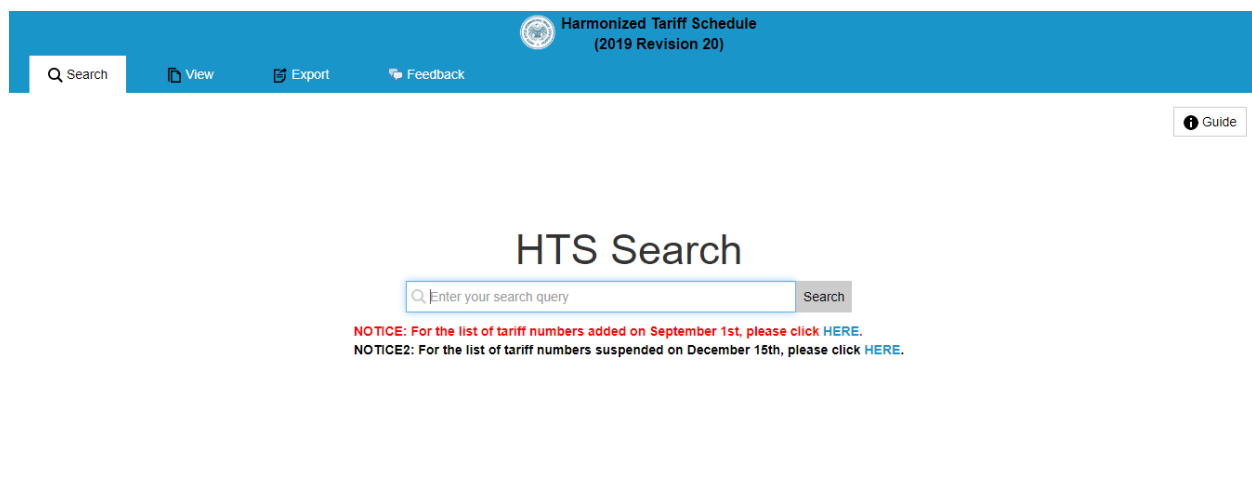 Harmonized Tariff Schedule
(2019 Revision 20)
Search View Export Feedback
Guide
HTS Search
Enter your search query Search
NOTICE: For the list of tariff numbers added on September 1st, please click HERE.
NOTICE2: For the list of tariff numbers suspended on December 15th, please click HERE.